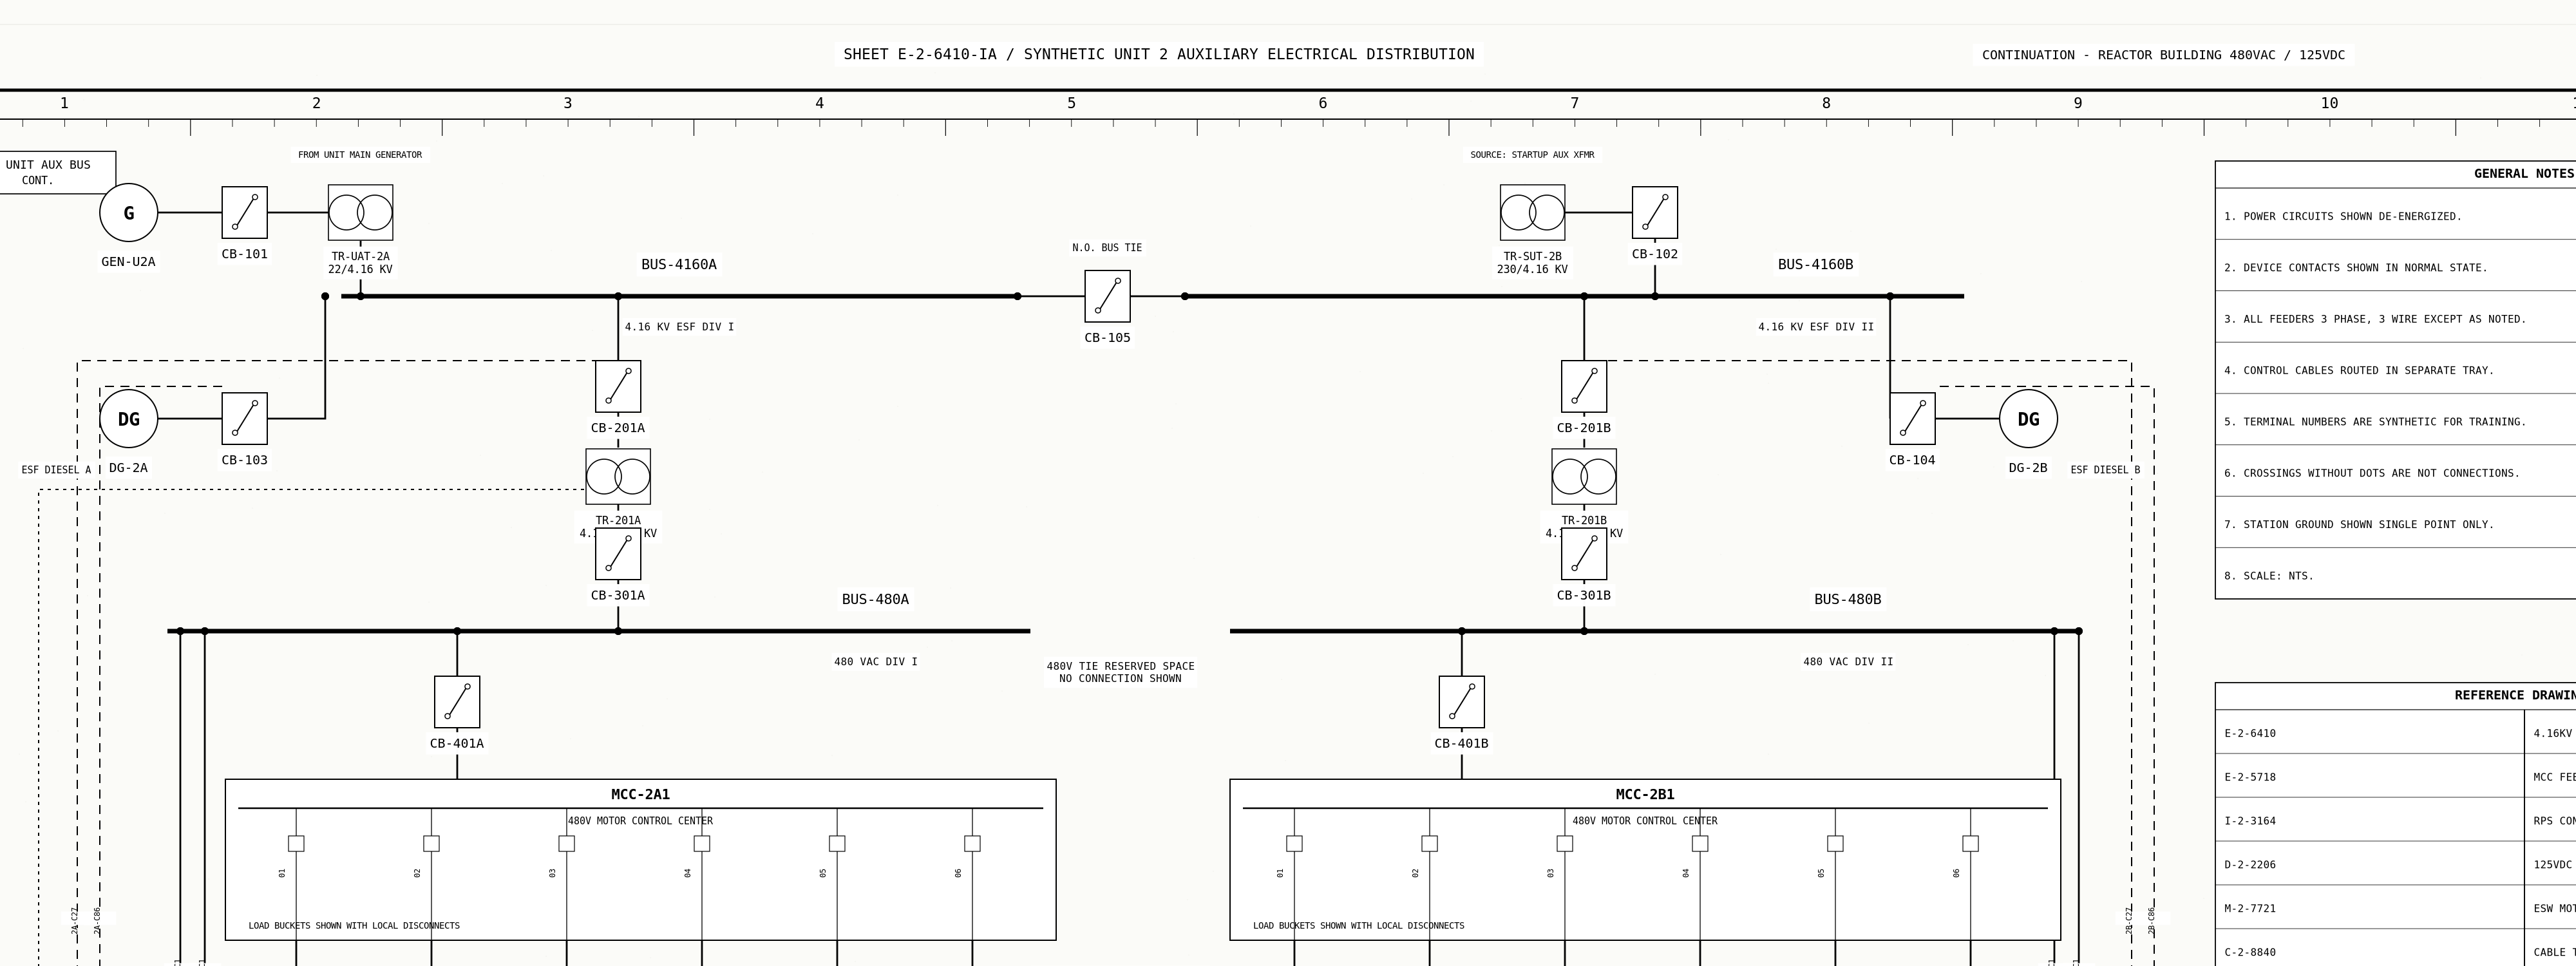 SHEET E-2-6410-IA / SYNTHETIC UNIT 2 AUXILIARY ELECTRICAL DISTRIBUTION
CONTINUATION - REACTOR BUILDING 480VAC / 125VDC
1 2 3 4 5 6 7 8 9 10
UNIT AUX BUS
CONT.
FROM UNIT MAIN GENERATOR
SOURCE: STARTUP AUX XFMR
G
GEN-U2A
CB-101
TR-UAT-2A
22/4.16 KV
BUS-4160A
N.O. BUS TIE
CB-105
TR-SUT-2B
230/4.16 KV
CB-102
BUS-4160B
4.16 KV ESF DIV I
4.16 KV ESF DIV II
DG
DG-2A
ESF DIESEL A
CB-103
CB-201A
TR-201A
KV
CB-301A
CB-201B
TR-201B
KV
CB-301B
CB-104
DG
DG-2B
ESF DIESEL B
BUS-480A
480 VAC DIV I
480V TIE RESERVED SPACE
NO CONNECTION SHOWN
BUS-480B
480 VAC DIV II
CB-401A
CB-401B
MCC-2A1
480V MOTOR CONTROL CENTER
01
02
03
04
05
06
LOAD BUCKETS SHOWN WITH LOCAL DISCONNECTS
MCC-2B1
480V MOTOR CONTROL CENTER
01
02
03
04
05
06
LOAD BUCKETS SHOWN WITH LOCAL DISCONNECTS
2A-C27
2A-C86
2B-C27
2B-C86
GENERAL NOTES
1. POWER CIRCUITS SHOWN DE-ENERGIZED.
2. DEVICE CONTACTS SHOWN IN NORMAL STATE.
3. ALL FEEDERS 3 PHASE, 3 WIRE EXCEPT AS NOTED.
4. CONTROL CABLES ROUTED IN SEPARATE TRAY.
5. TERMINAL NUMBERS ARE SYNTHETIC FOR TRAINING.
6. CROSSINGS WITHOUT DOTS ARE NOT CONNECTIONS.
7. STATION GROUND SHOWN SINGLE POINT ONLY.
8. SCALE: NTS.
REFERENCE
E-2-6410 4.16KV
E-2-5718 MCC
I-2-3164 RPS
D-2-2206 125VDC
M-2-7721 ESW
C-2-8840 CABLE